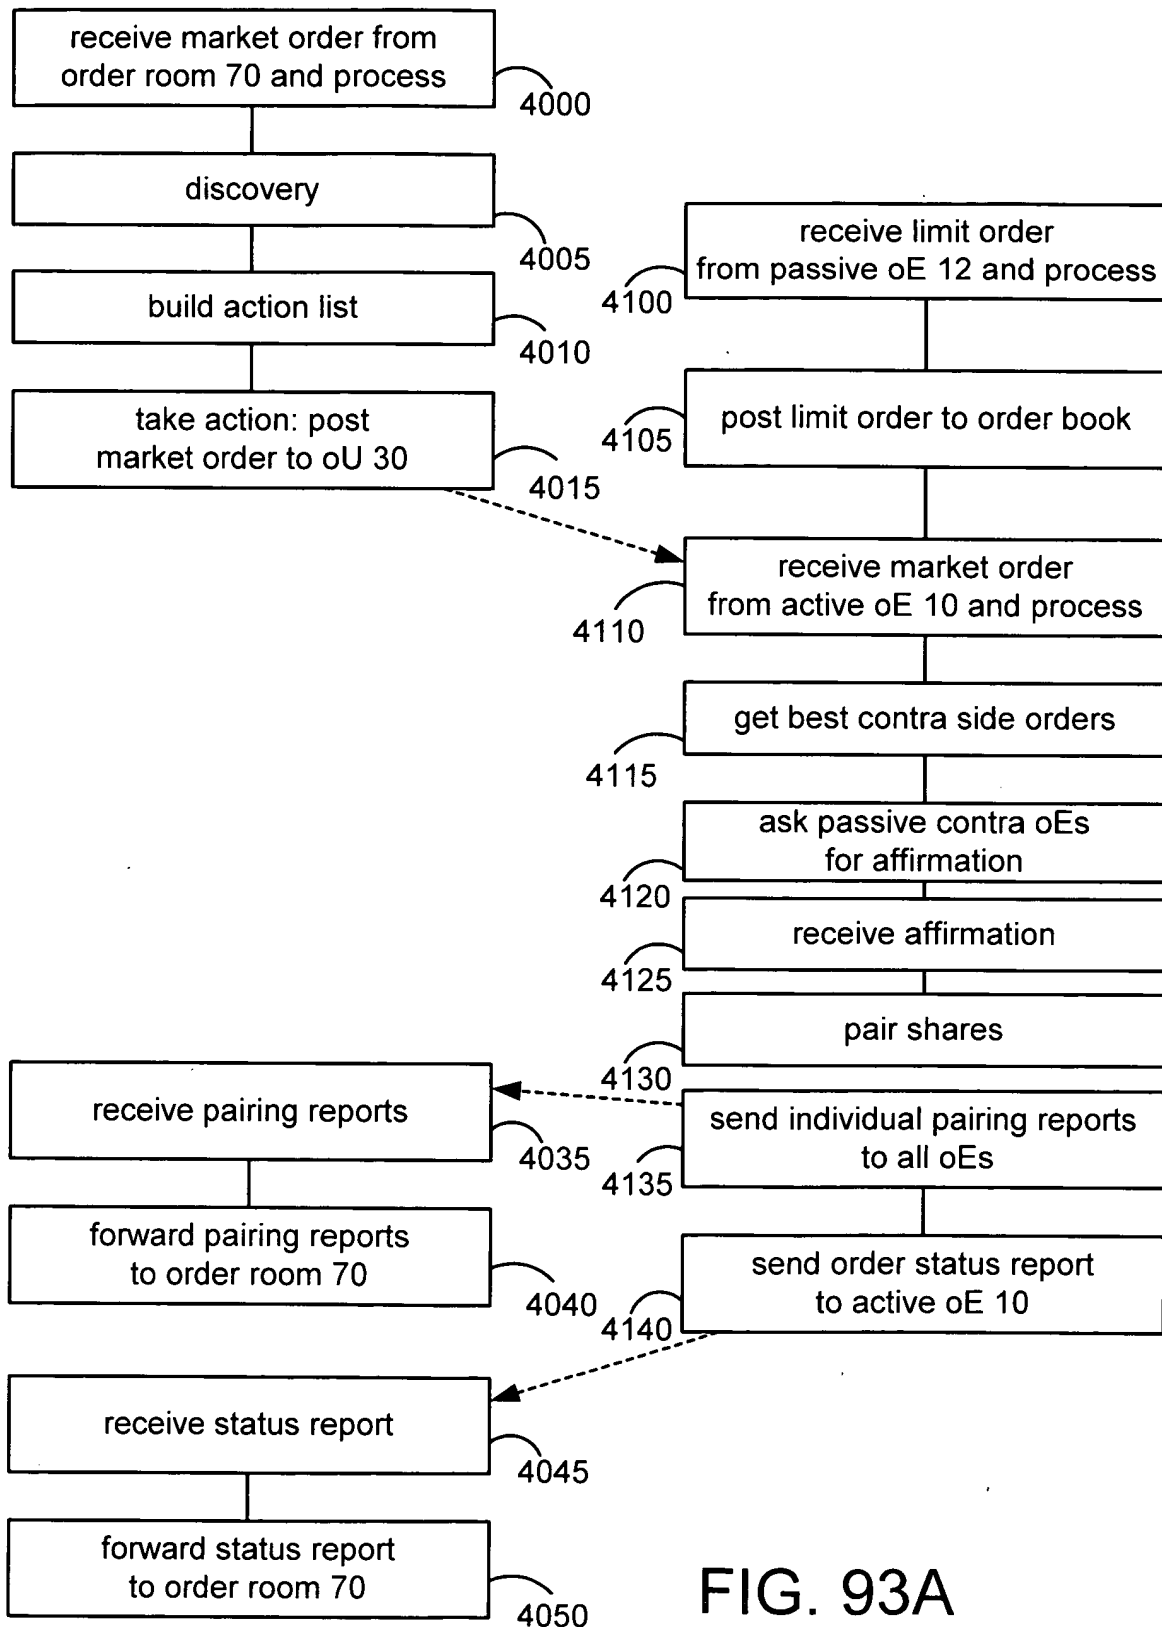 receive market order from
order room 70 and process
4000
discovery
4005
build action list
4010
take action: post
market order to oU 30
4015
receive limit order
from passive oE 12 and process
4100
post limit order to order book
4105
receive market order
from active oE 10 and process
4110
get best contra side orders
4115
ask passive contra oEs
for affirmation
4120
receive affirmation
4125
pair shares
4130
send individual pairing reports
to all oEs
4135
send order status report
to active oE 10
4140
receive pairing reports
4035
forward pairing reports
to order room 70
4040
receive status report
4045
forward status report
to order room 70
4050
FIG. 93A